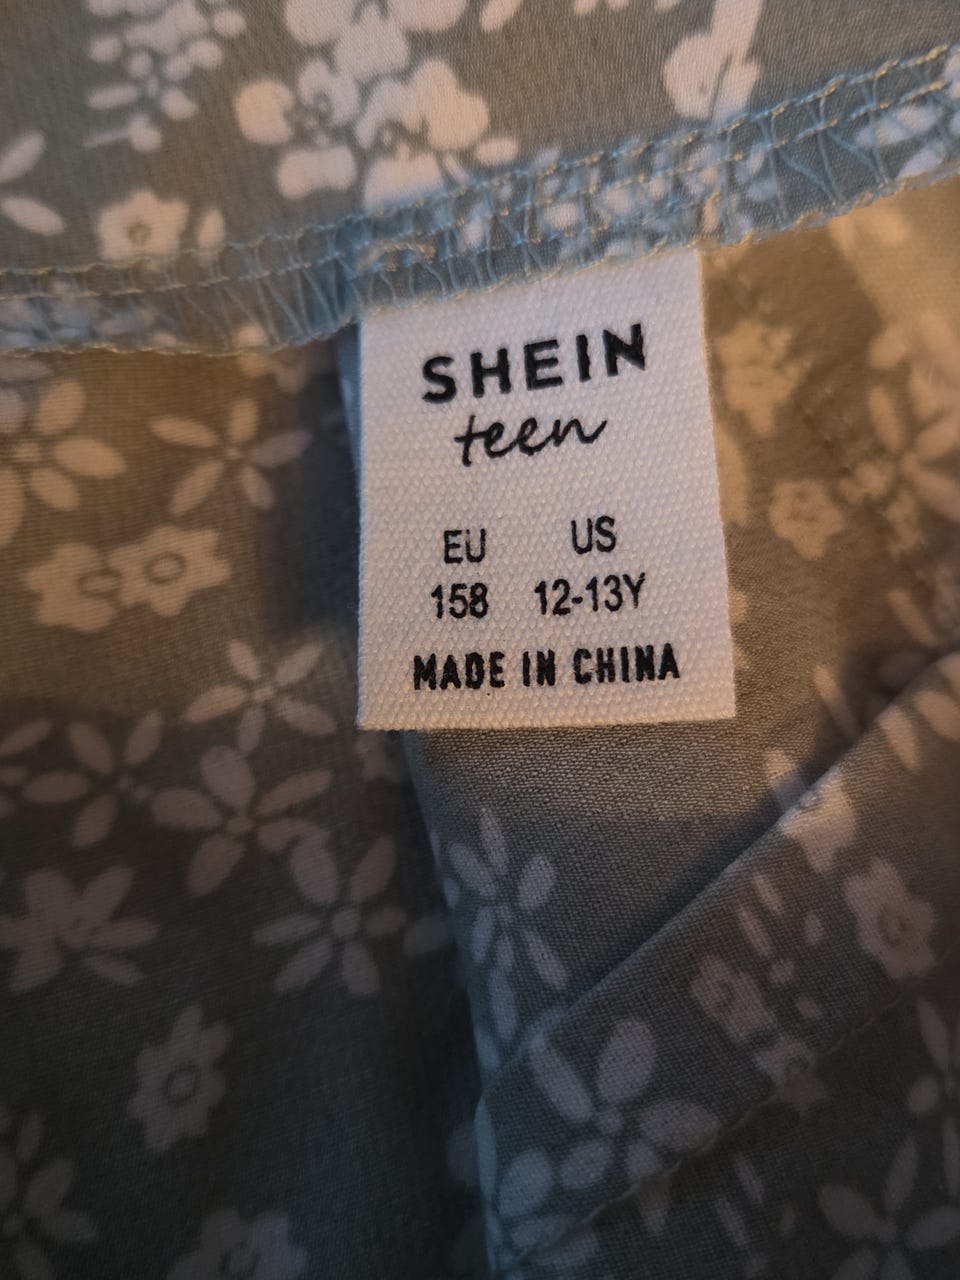 SHEIN
teen
EU US
158 12-13Y
MADE IN CHINA